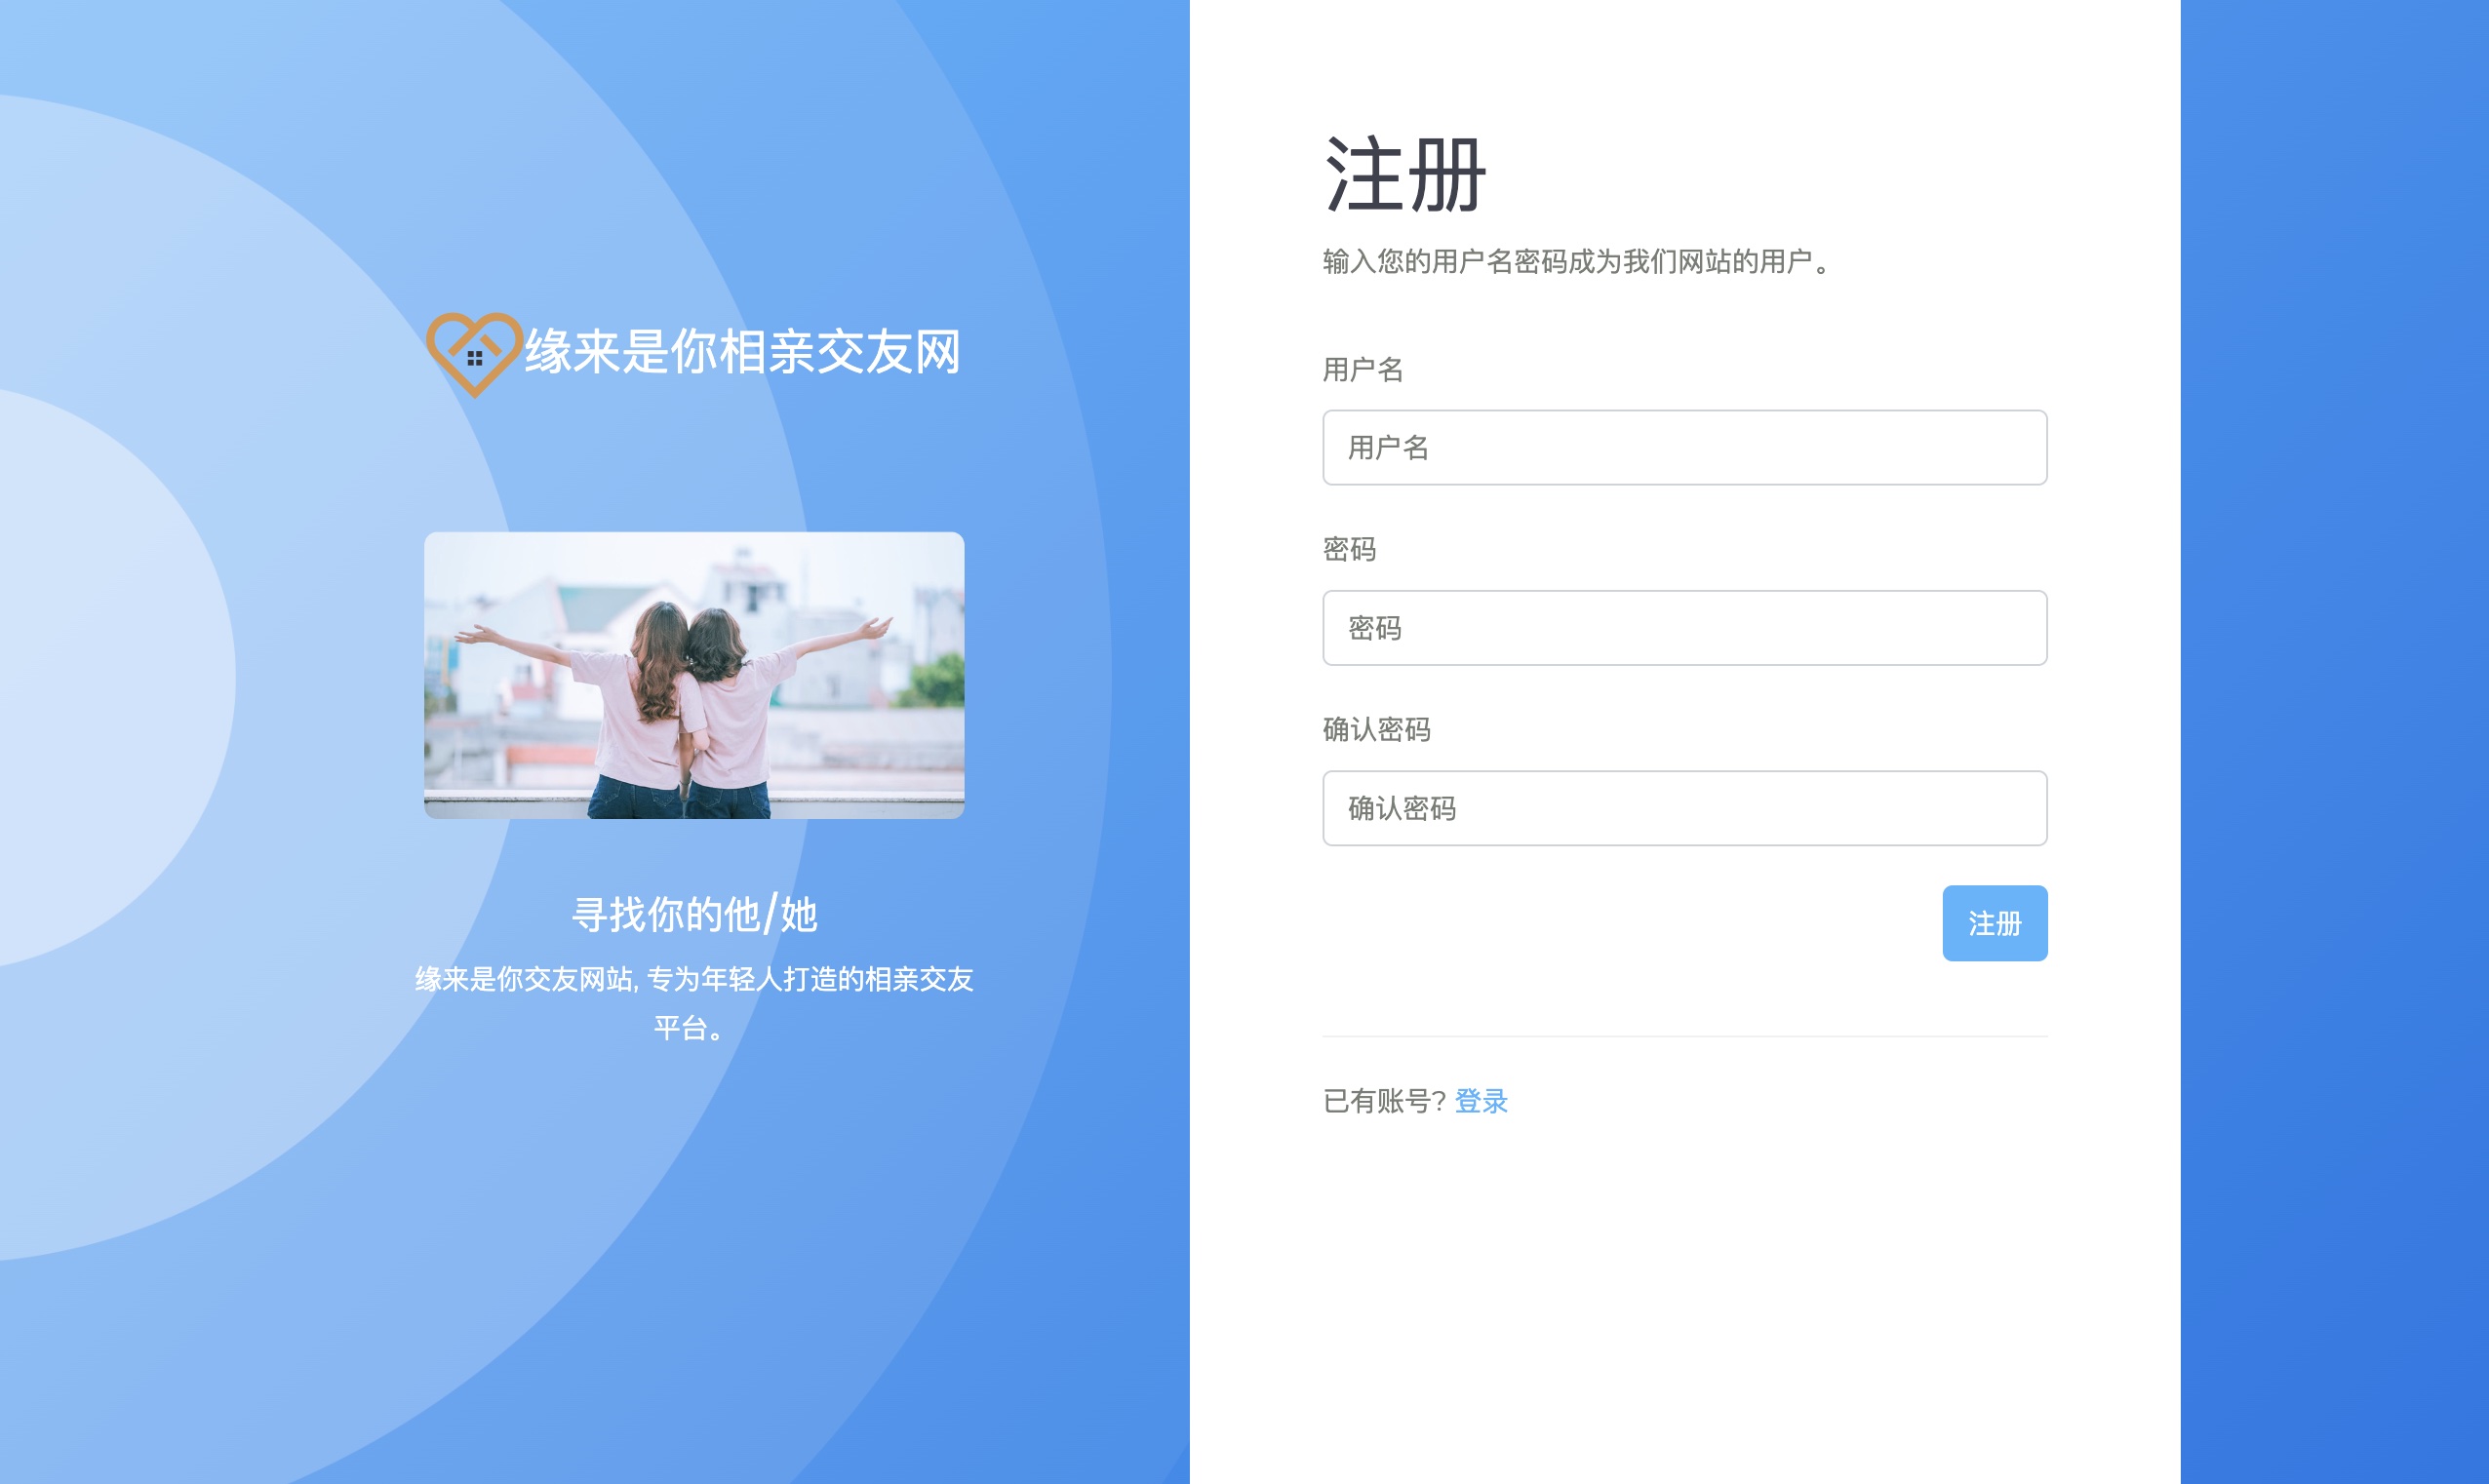 缘来是你相亲交友网
寻找你的他/她
缘来是你交友网站, 专为年轻人打造的相亲交友
平台。
注册
输入您的用户名密码成为我们网站的用户。
用户名
用户名
密码
密码
确认密码
确认密码
注册
已有账号? 登录